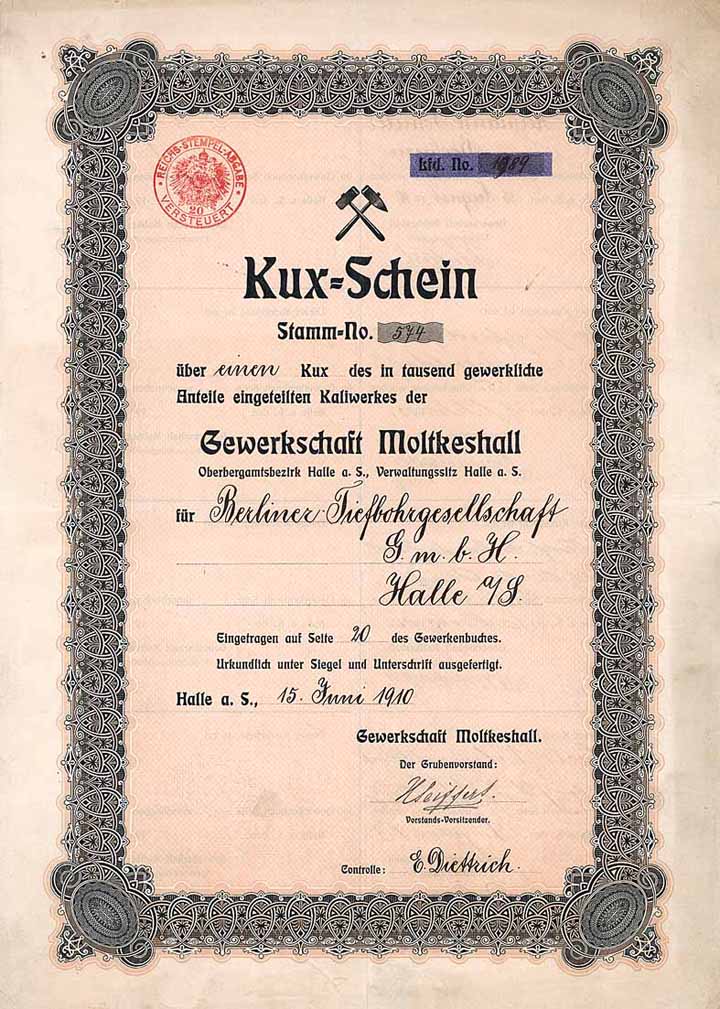 REICHS-STEMPEL-ABGABE
20
VERSTEUERT
Lfd. No. 1989
Kux=Schein
Stamm=No. 574
über einen Kux des in tausend gewerkliche
Anteile eingeteilten Kaliwerkes der
Gewerkschaft Moltkeshall
Oberbergamtsbezirk Halle a. S., Verwaltungssitz Halle a. S.
für Berliner Tiefbohrgesellschaft
G. m. b. H.
Halle a/S.
Eingetragen auf Seite 20 des Gewerkenbuches.
Urkundlich unter Siegel und Unterschrift ausgefertigt.
Halle a. S., 15. Juni 1910
Gewerkschaft Moltkeshall.
Der Grubenvorstand:
HSeiffert.
Vorstands-Vorsitzender.
Controlle: E. Diettrich.